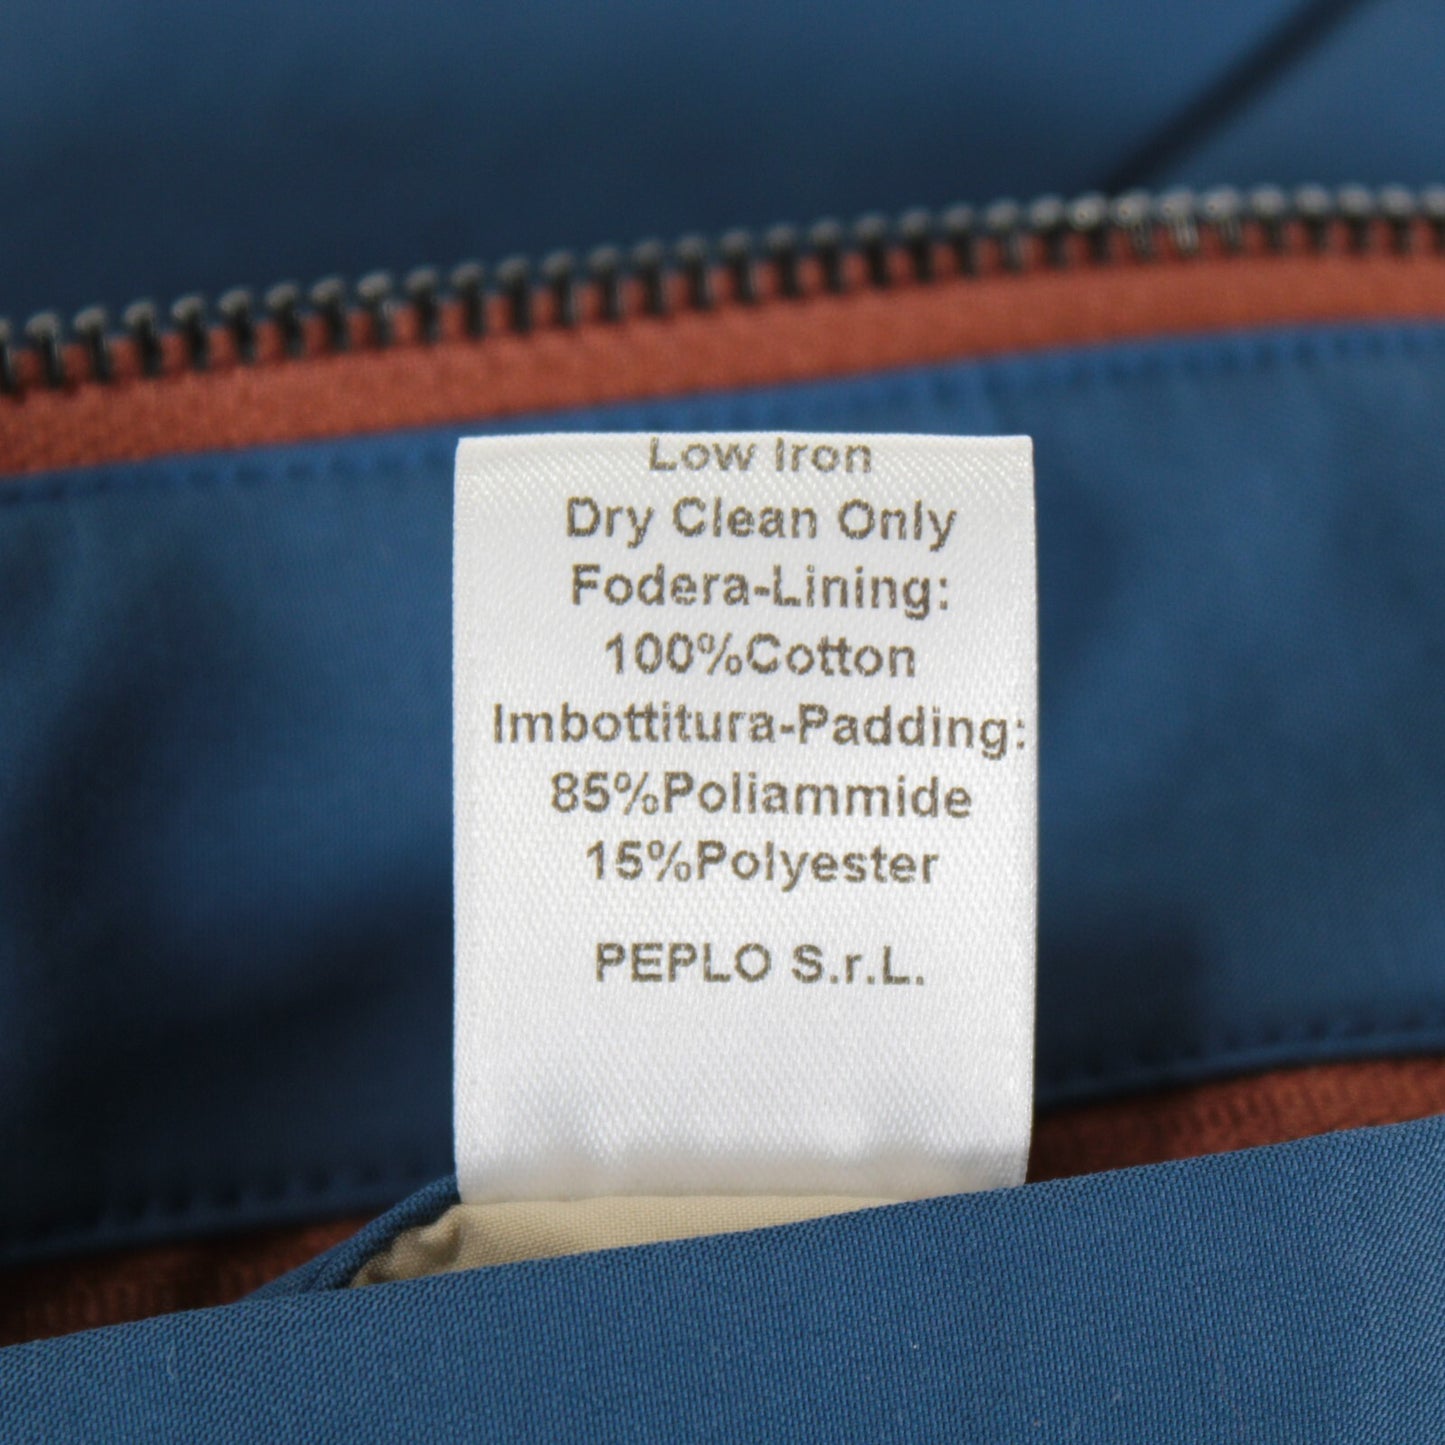 Low Iron
Dry Clean Only
Fodera-Lining:
100%Cotton
Imbottitura-Padding:
85%Poliammide
15%Polyester
PEPLO S.r.L.